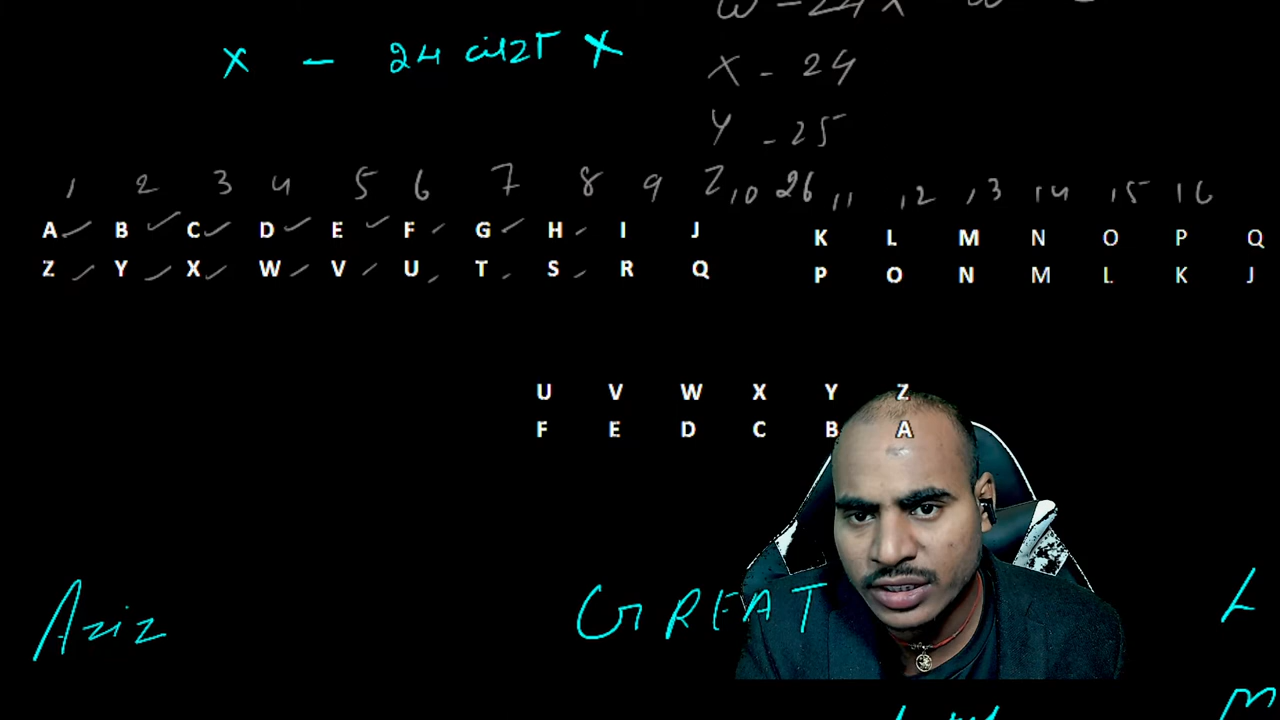 X - 24
X - 24
Y - 25
1 2 3 4 5 6 7 8 9 10 Z 26 11 12 13 14 15 16
A B C D E F G H I J K L M N O P Q
Z Y X W V U T S R Q P O N M L K J
U V W X Y Z
F E D C B A
Aziz GREAT L
M